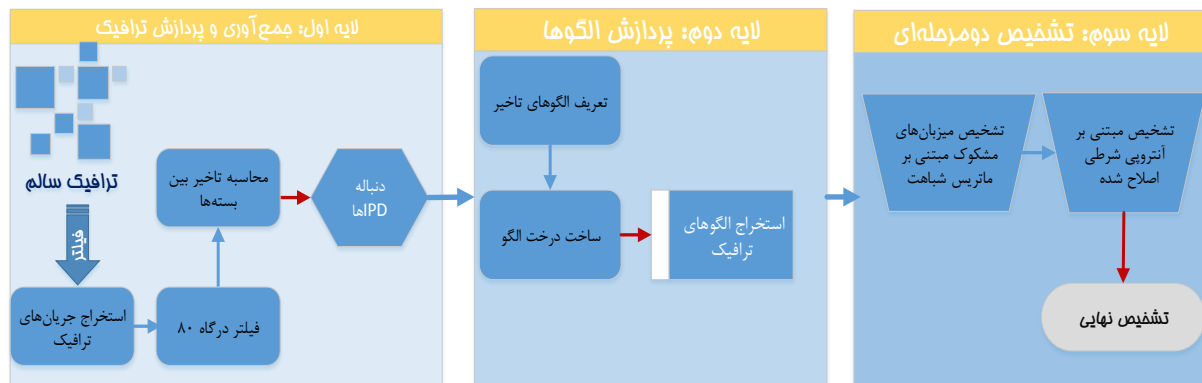 لایه اول: جمع‌آوری و پردازش ترافیک
ترافیک سالم
فیلتر
استخراج جریان‌های
ترافیک
فیلتر درگاه ۸۰
محاسبه تاخیر بین
بسته‌ها
دنباله
IPDها
لایه دوم: پردازش الگوها
تعریف الگوهای تاخیر
ساخت درخت الگو
استخراج الگوهای
ترافیک
لایه سوم: تشخیص دومرحله‌ای
تشخیص میزبان‌های
مشکوک مبتنی بر
ماتریس شباهت
تشخیص مبتنی بر
آنتروپی شرطی
اصلاح شده
تشخیص نهایی